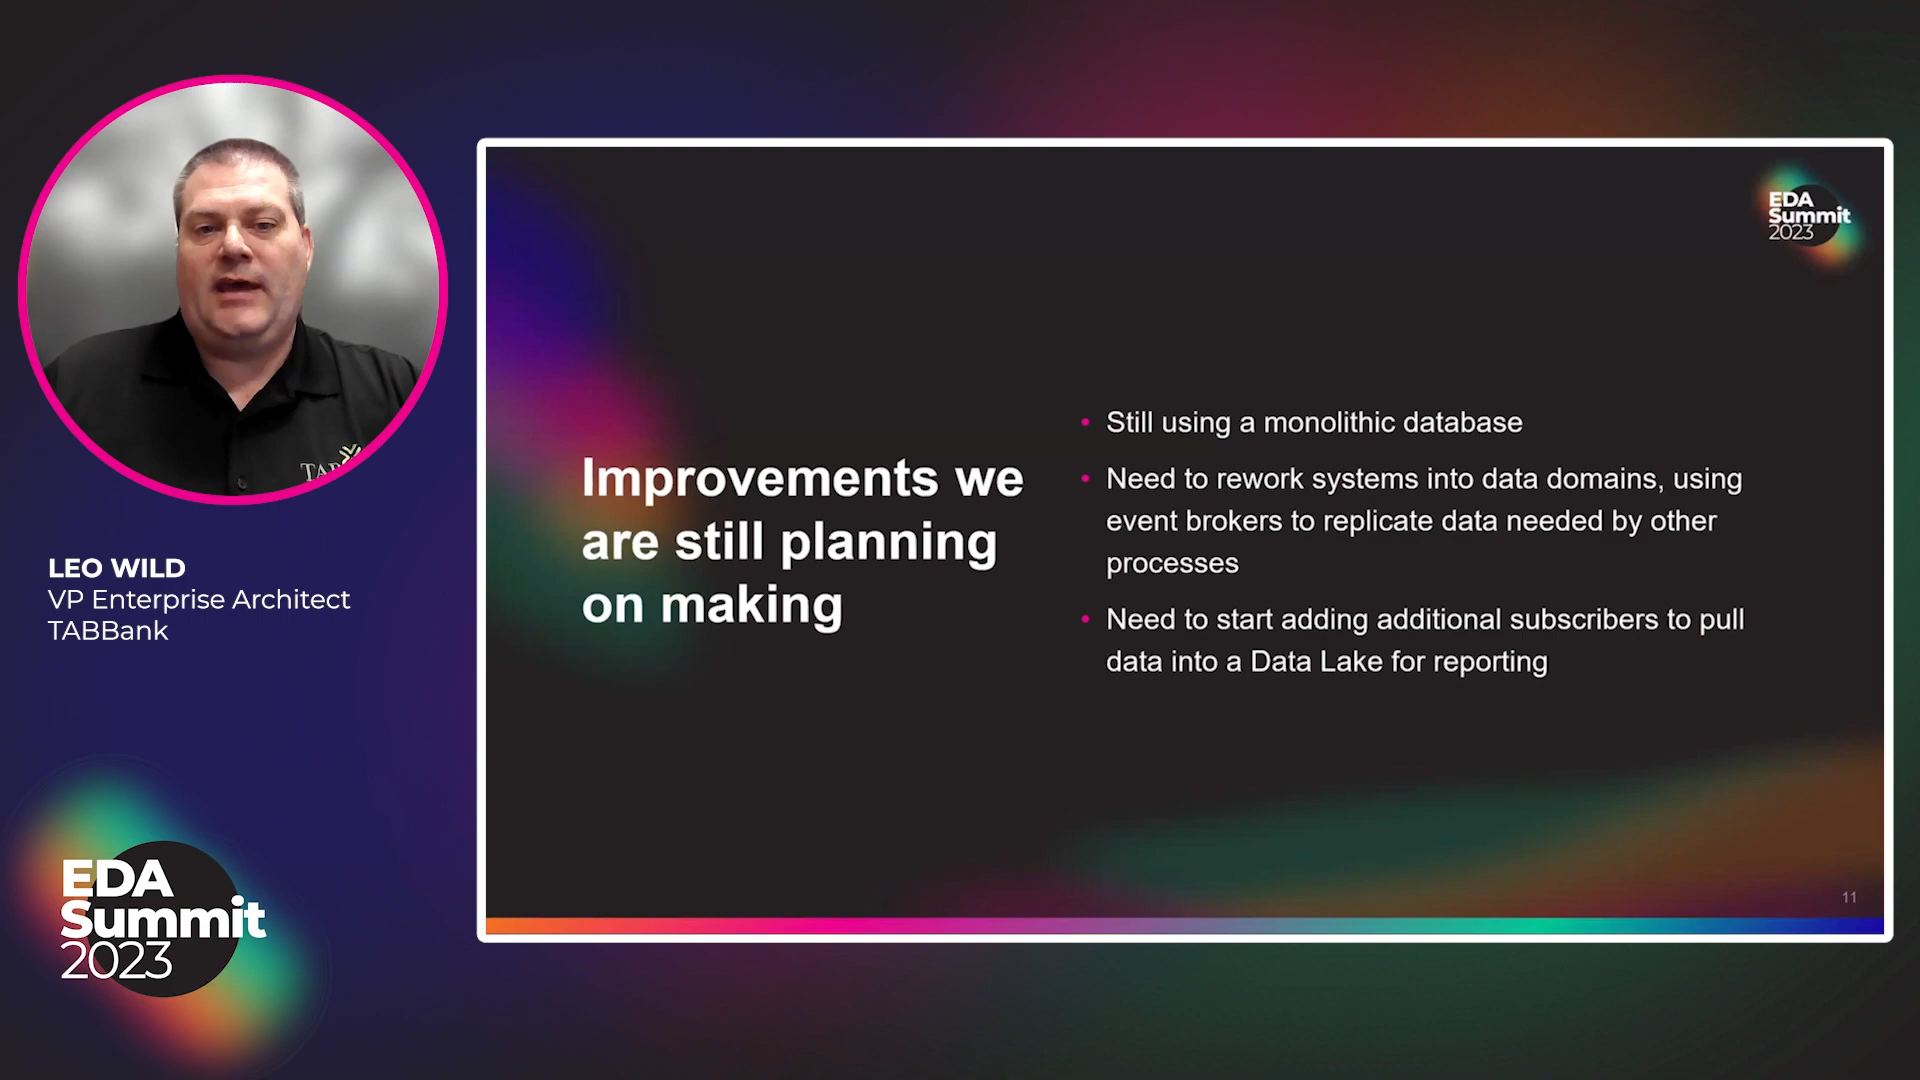 LEO WILD
VP Enterprise Architect
TABBank
EDA
Summit
2023
EDA
Summit
2023
Improvements we
are still planning
on making
• Still using a monolithic database
• Need to rework systems into data domains, using
event brokers to replicate data needed by other
processes
• Need to start adding additional subscribers to pull
data into a Data Lake for reporting
11